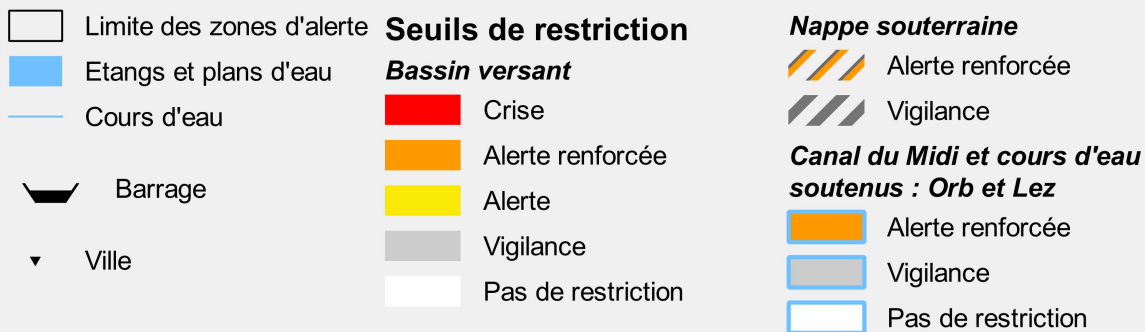 Limite des zones d'alerte
Etangs et plans d'eau
Cours d'eau
Barrage
Ville
Seuils de restriction
Bassin versant
Crise
Alerte renforcée
Alerte
Vigilance
Pas de restriction
Nappe souterraine
Alerte renforcée
Vigilance
Canal du Midi et cours d'eau
soutenus : Orb et Lez
Alerte renforcée
Vigilance
Pas de restriction